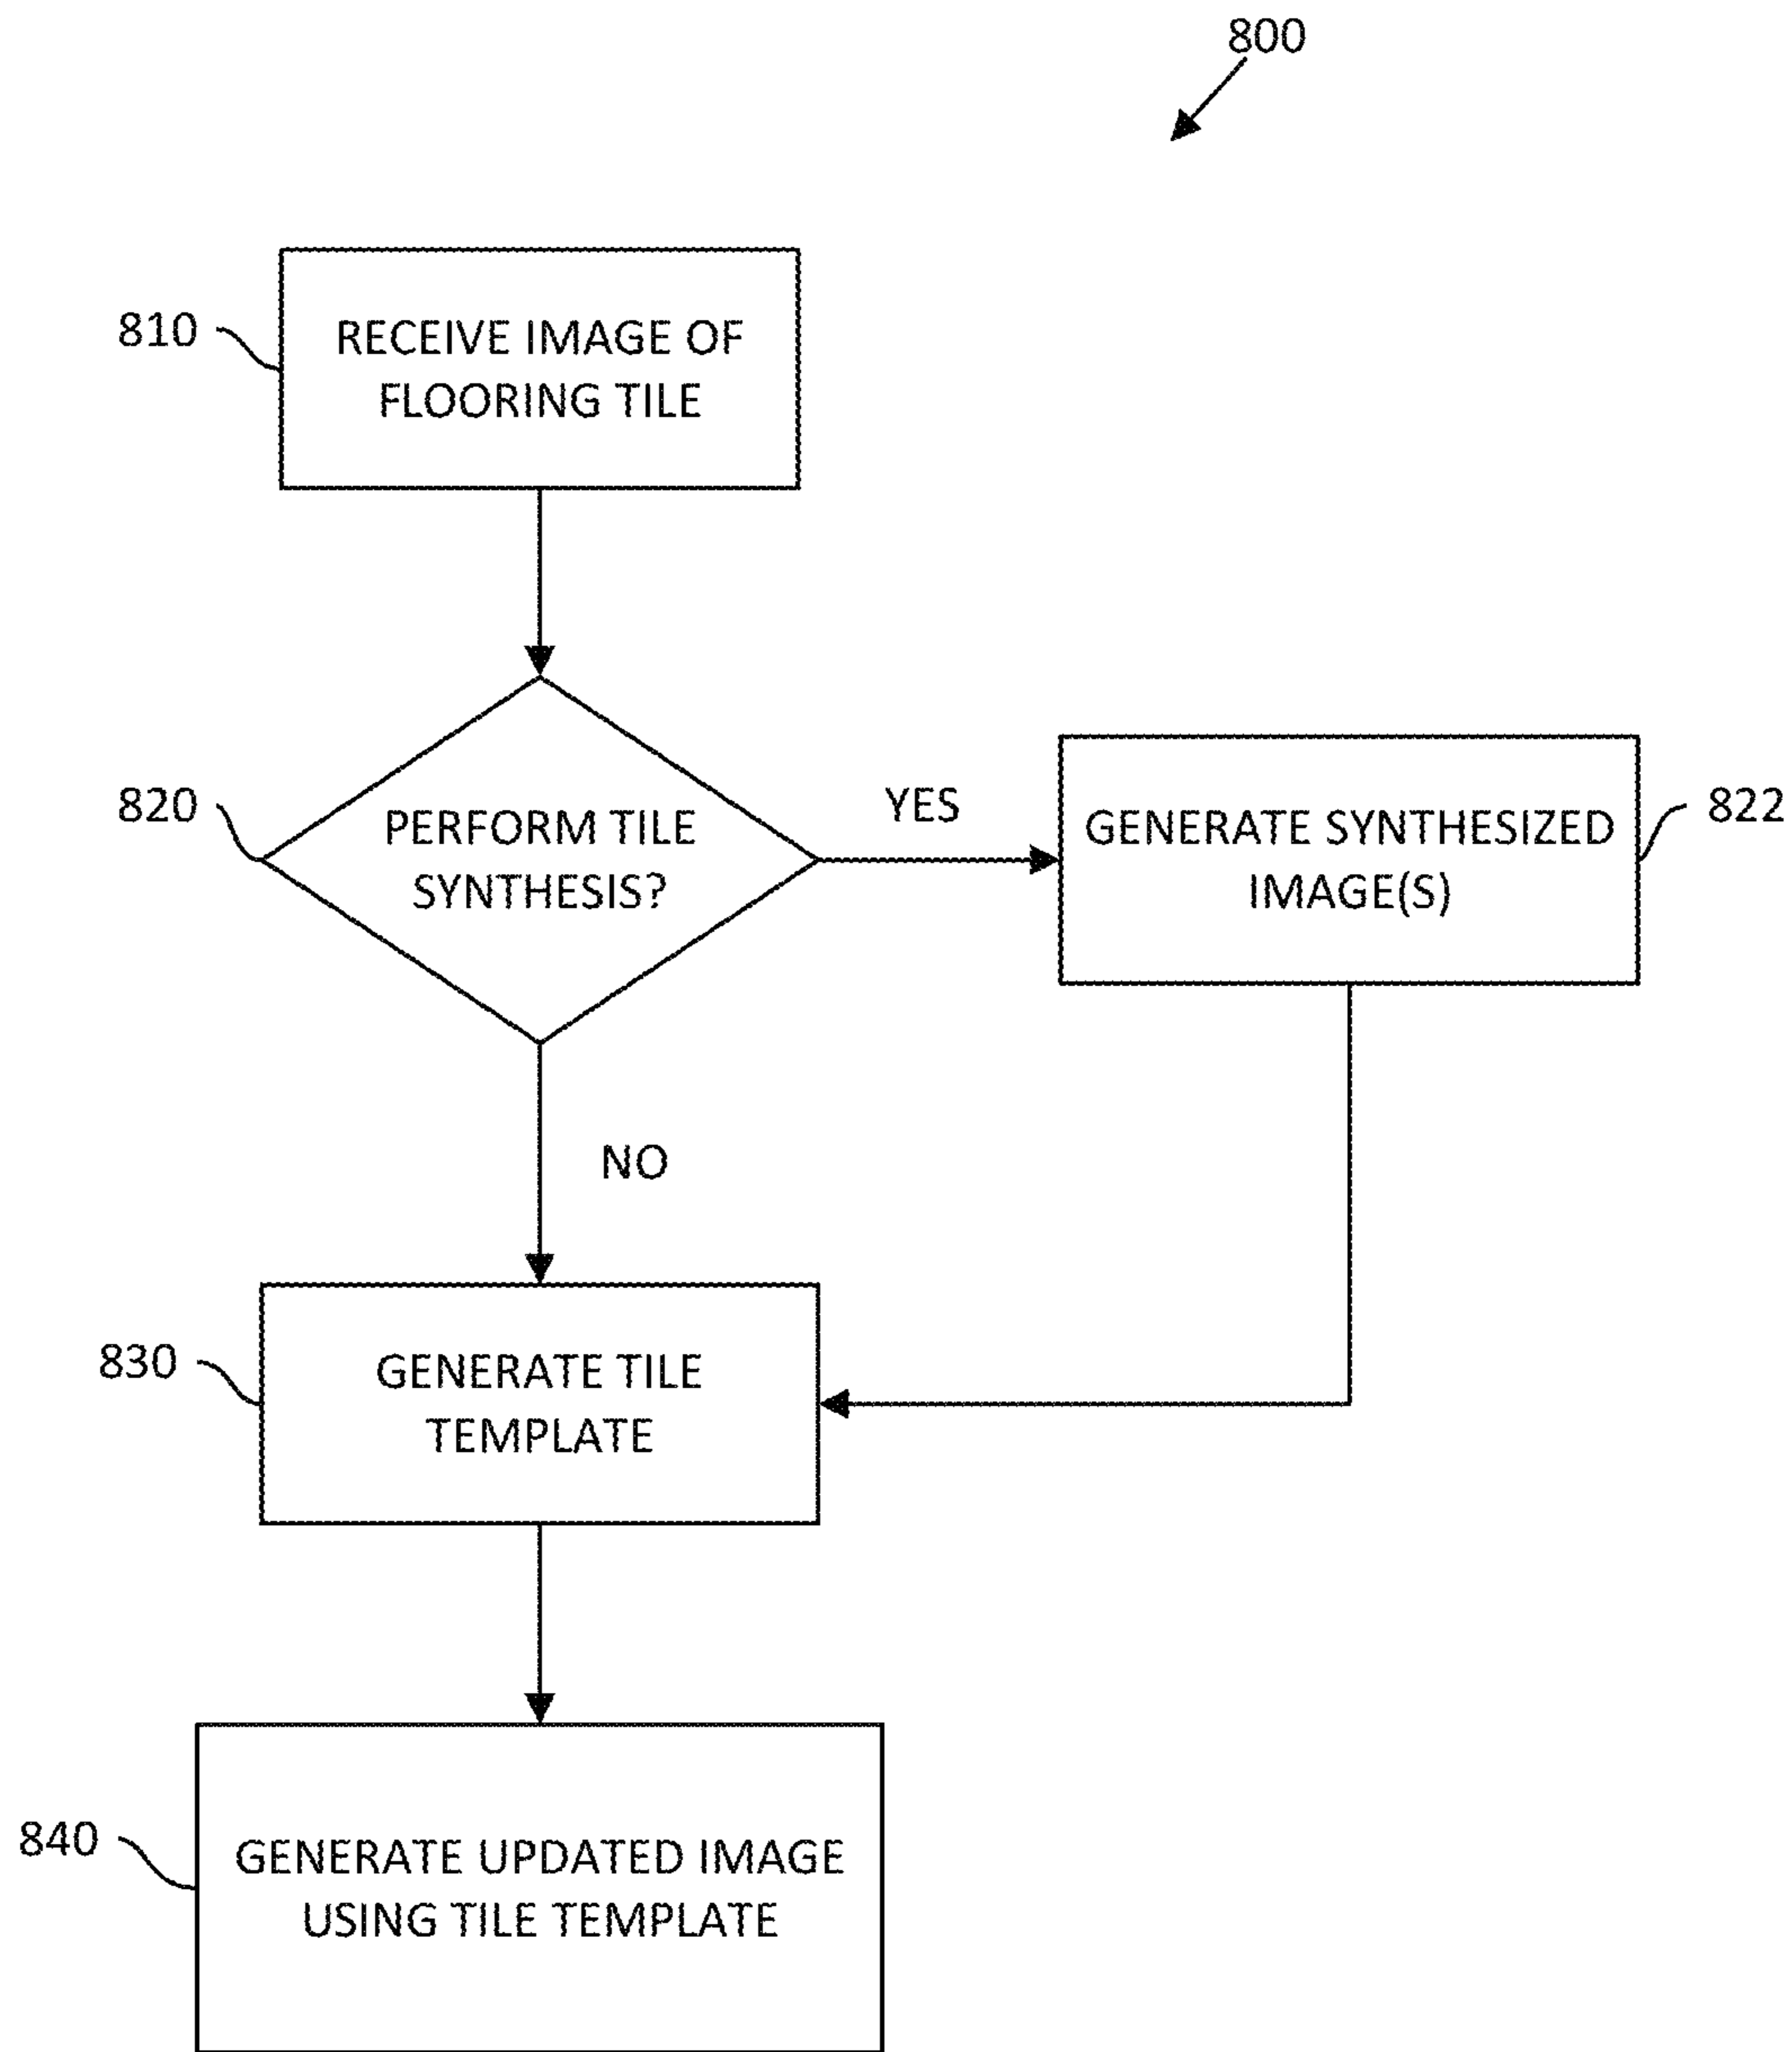 800
810
RECEIVE IMAGE OF
FLOORING TILE
820
PERFORM TILE
SYNTHESIS?
YES
GENERATE SYNTHESIZED
IMAGE(S)
822
NO
830
GENERATE TILE
TEMPLATE
840
GENERATE UPDATED IMAGE
USING TILE TEMPLATE